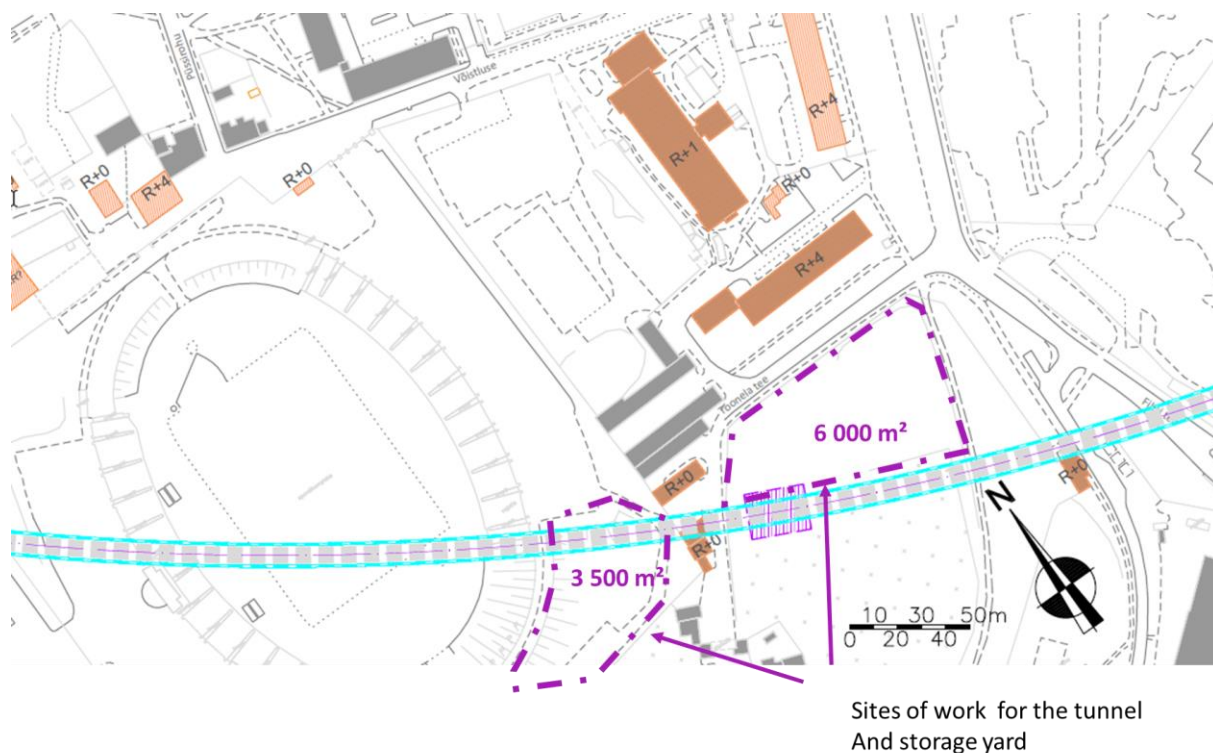 Pussirohu
Võistluse
R+0
R+4
R+0
R+1
R+4
R+0
R+4
R?
Toonela tee
6 000 m²
R+0
R+0
R+0
3 500 m²
N
10 30 50m
0 20 40
Sites of work for the tunnel
And storage yard